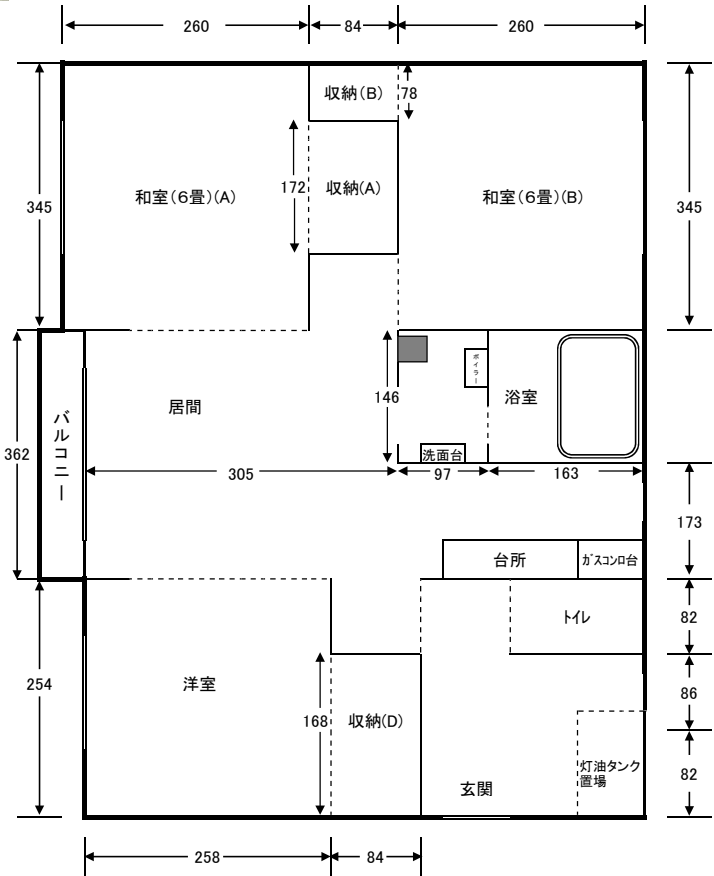 260
84
260
収納(B)
78
和室(6畳)(A)
172
収納(A)
和室(6畳)(B)
345
345
ボイラー
浴室
146
居間
バルコニー
362
洗面台
305
97
163
173
台所
ガスコンロ台
トイレ
82
洋室
254
168
収納(D)
86
灯油タンク
置場
玄関
82
258
84